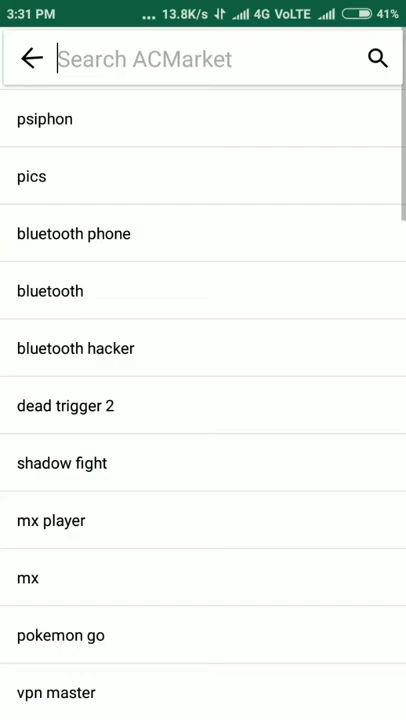 3:31 PM ... 13.8K/s 4G VoLTE 41%
Search ACMarket
psiphon
pics
bluetooth phone
bluetooth
bluetooth hacker
dead trigger 2
shadow fight
mx player
mx
pokemon go
vpn master